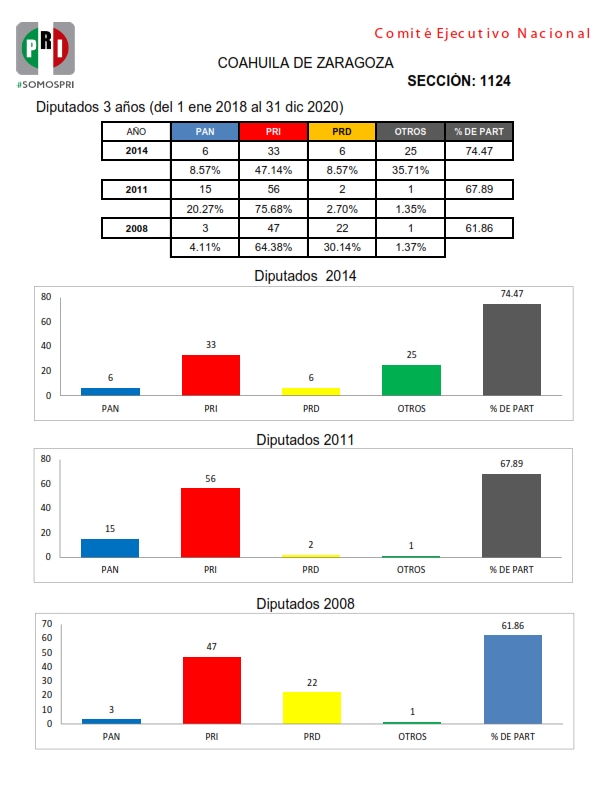 Comité Ejecutivo Nacional
PRI
#SOMOSPRI
COAHUILA DE ZARAGOZA
SECCIÓN: 1124
Diputados 3 años (del 1 ene 2018 al 31 dic 2020)
AÑO PAN PRI PRD OTROS % DE PART
2014 6 33 6 25 74.47
8.57% 47.14% 8.57% 35.71%
2011 15 56 2 1 67.89
20.27% 75.68% 2.70% 1.35%
2008 3 47 22 1 61.86
4.11% 64.38% 30.14% 1.37%
Diputados 2014
80
60
40
20
0
6 33 6 25 74.47
PAN PRI PRD OTROS % DE PART
Diputados 2011
80
60
40
20
0
15 56 2 1 67.89
PAN PRI PRD OTROS % DE PART
Diputados 2008
70
60
50
40
30
20
10
0
3 47 22 1 61.86
PAN PRI PRD OTROS % DE PART